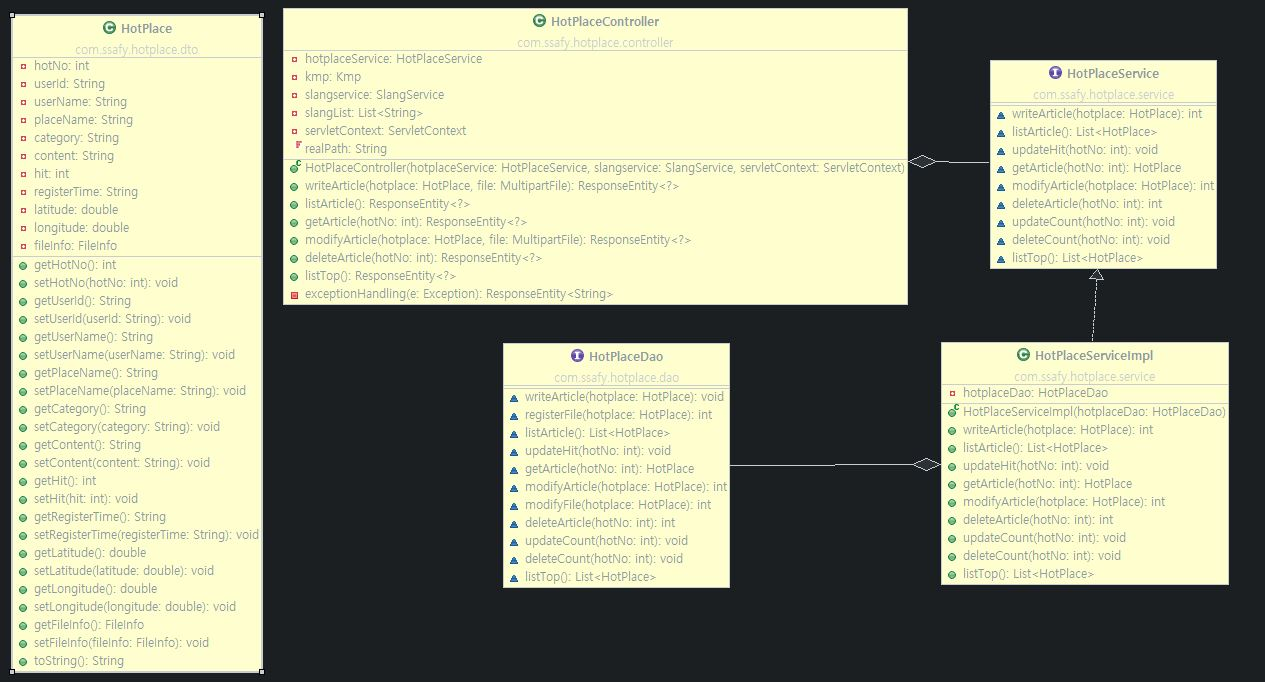 HotPlace
com.ssafy.hotplace.dto
hotNo: int
userId: String
userName: String
placeName: String
category: String
content: String
hit: int
registerTime: String
latitude: double
longitude: double
fileInfo: FileInfo
getHotNo(): int
setHotNo(hotNo: int): void
getUserId(): String
setUserId(userId: String): void
getUserName(): String
setUserName(userName: String): void
getPlaceName(): String
setPlaceName(placeName: String): void
getCategory(): String
setCategory(category: String): void
getContent(): String
setContent(content: String): void
getHit(): int
setHit(hit: int): void
getRegisterTime(): String
setRegisterTime(registerTime: String): void
getLatitude(): double
setLatitude(latitude: double): void
getLongitude(): double
setLongitude(longitude: double): void
getFileInfo(): FileInfo
setFileInfo(fileInfo: FileInfo): void
toString(): String
HotPlaceController
com.ssafy.hotplace.controller
hotplaceService: HotPlaceService
kmp: Kmp
slangservice: SlangService
slangList: List<String>
servletContext: ServletContext
realPath: String
HotPlaceController(hotplaceService: HotPlaceService, slangservice: SlangService, servletContext: ServletContext)
writeArticle(hotplace: HotPlace, file: MultipartFile): ResponseEntity<?>
listArticle(): ResponseEntity<?>
getArticle(hotNo: int): ResponseEntity<?>
modifyArticle(hotplace: HotPlace, file: MultipartFile): ResponseEntity<?>
deleteArticle(hotNo: int): ResponseEntity<?>
listTop(): ResponseEntity<?>
exceptionHandling(e: Exception): ResponseEntity<String>
HotPlaceService
com.ssafy.hotplace.service
writeArticle(hotplace: HotPlace): int
listArticle(): List<HotPlace>
updateHit(hotNo: int): void
getArticle(hotNo: int): HotPlace
modifyArticle(hotplace: HotPlace): int
deleteArticle(hotNo: int): int
updateCount(hotNo: int): void
deleteCount(hotNo: int): void
listTop(): List<HotPlace>
HotPlaceDao
com.ssafy.hotplace.dao
writeArticle(hotplace: HotPlace): void
registerFile(hotplace: HotPlace): int
listArticle(): List<HotPlace>
updateHit(hotNo: int): void
getArticle(hotNo: int): HotPlace
modifyArticle(hotplace: HotPlace): int
modifyFile(hotplace: HotPlace): int
deleteArticle(hotNo: int): int
updateCount(hotNo: int): void
deleteCount(hotNo: int): void
listTop(): List<HotPlace>
HotPlaceServiceImpl
com.ssafy.hotplace.service
hotplaceDao: HotPlaceDao
HotPlaceServiceImpl(hotplaceDao: HotPlaceDao)
writeArticle(hotplace: HotPlace): int
listArticle(): List<HotPlace>
updateHit(hotNo: int): void
getArticle(hotNo: int): HotPlace
modifyArticle(hotplace: HotPlace): int
deleteArticle(hotNo: int): int
updateCount(hotNo: int): void
deleteCount(hotNo: int): void
listTop(): List<HotPlace>